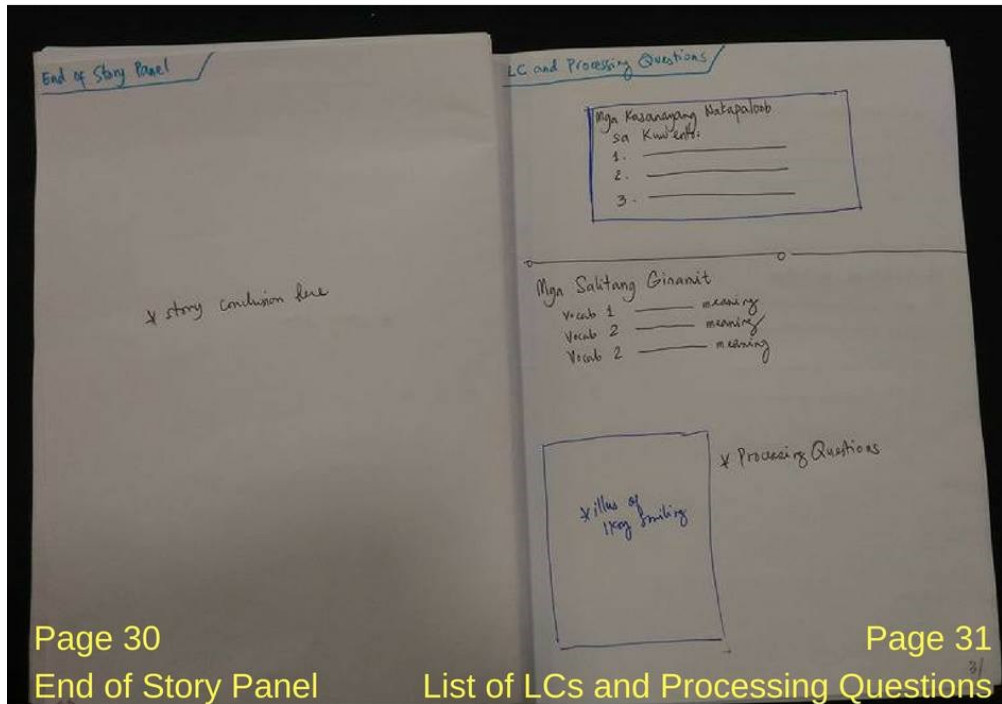 End of Story Panel
* story conclusion here
Page 30
End of Story Panel
LC and Processing Questions
Mga Kasanayang Nakapaloob
sa Kuwento:
1.
2.
3.
Mga Salitang Ginamit
Vocab 1 meaning
Vocab 2 meaning
Vocab 2 meaning
* Processing Questions
* illus of
smiling
Page 31
31
List of LCs and Processing Questions